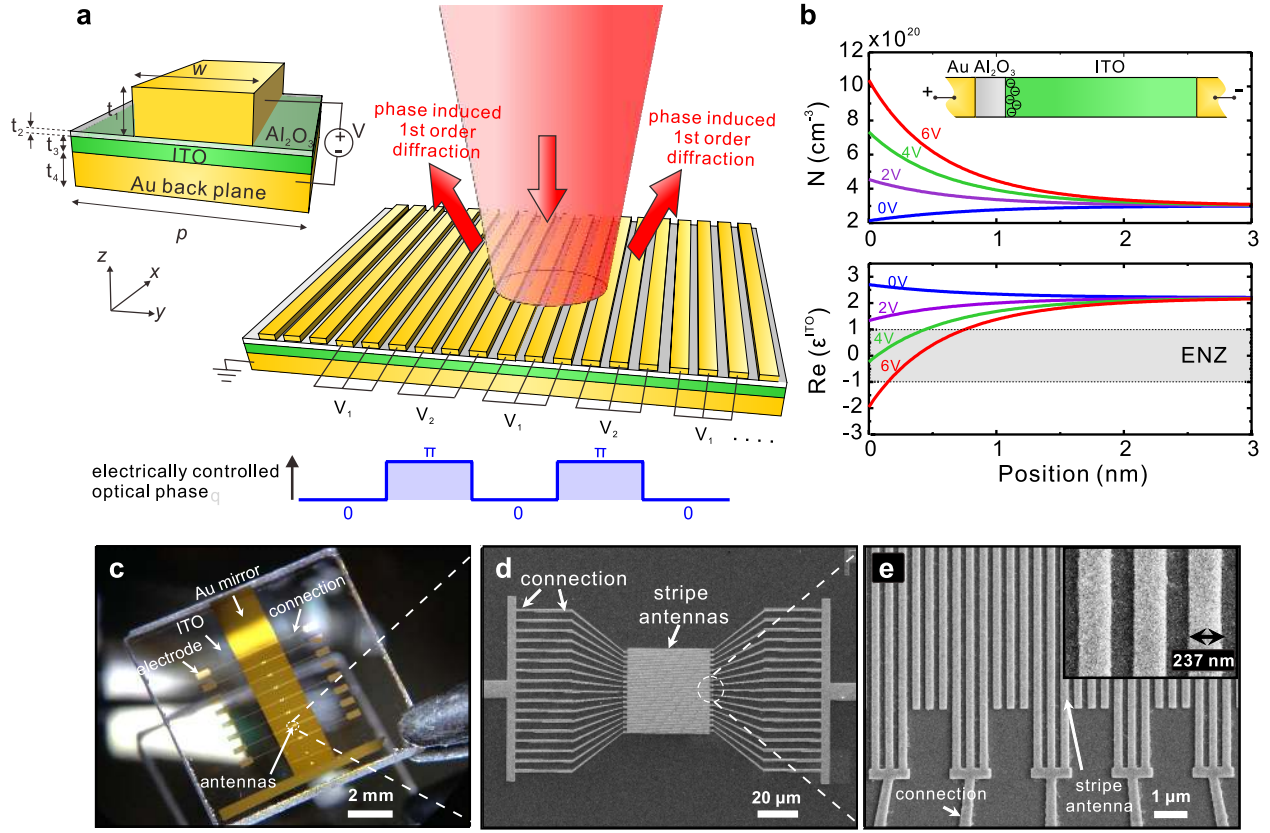 a
w
t₁
t₂
t₃
t₄
V
+
-
Al₂O₃
ITO
Au back plane
p
z
x
y
phase induced
1st order
diffraction
phase induced
1st order
diffraction
V₁
V₂
V₁
V₂
V₁
. . . .
electrically controlled
optical phase
q
π
π
0
0
0
b
×10²⁰
N (cm⁻³)
12
10
8
6
4
2
Au Al₂O₃ ITO
+
-
6V
4V
2V
0V
0
1
2
3
Re (ε^ITO)
3
2
1
0
-1
-2
-3
0V
2V
4V
6V
ENZ
0
1
2
3
Position (nm)
c
Au mirror
connection
ITO
electrode
antennas
2 mm
d
connection
stripe
antennas
20 μm
e
237 nm
connection
stripe
antenna
1 μm